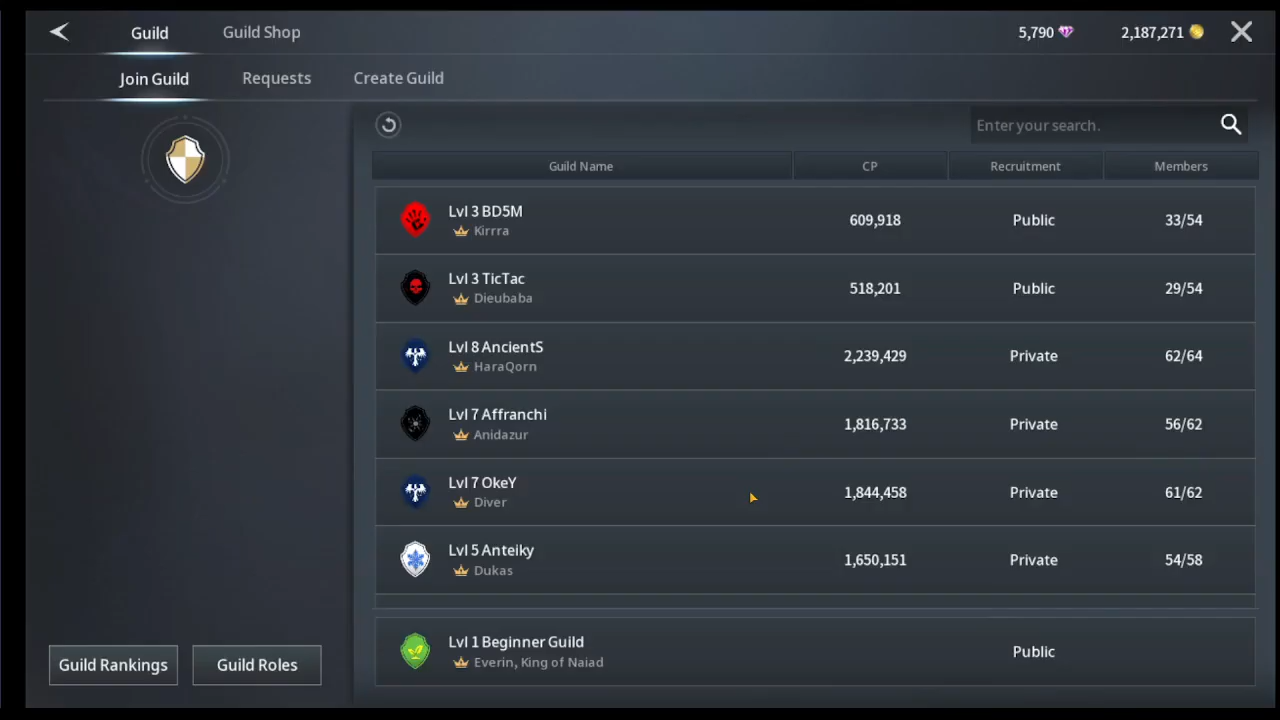 Guild Guild Shop 5,790 2,187,271
Join Guild Requests Create Guild
Enter your search.
Guild Name CP Recruitment Members
Lvl 3 BD5M
Kirrra
609,918 Public 33/54
Lvl 3 TicTac
Dieubaba
518,201 Public 29/54
Lvl 8 AncientS
HaraQorn
2,239,429 Private 62/64
Lvl 7 Affranchi
Anidazur
1,816,733 Private 56/62
Lvl 7 OkeY
Diver
1,844,458 Private 61/62
Lvl 5 Anteiky
Dukas
1,650,151 Private 54/58
Lvl 1 Beginner Guild
Everin, King of Naiad
Public
Guild Rankings Guild Roles